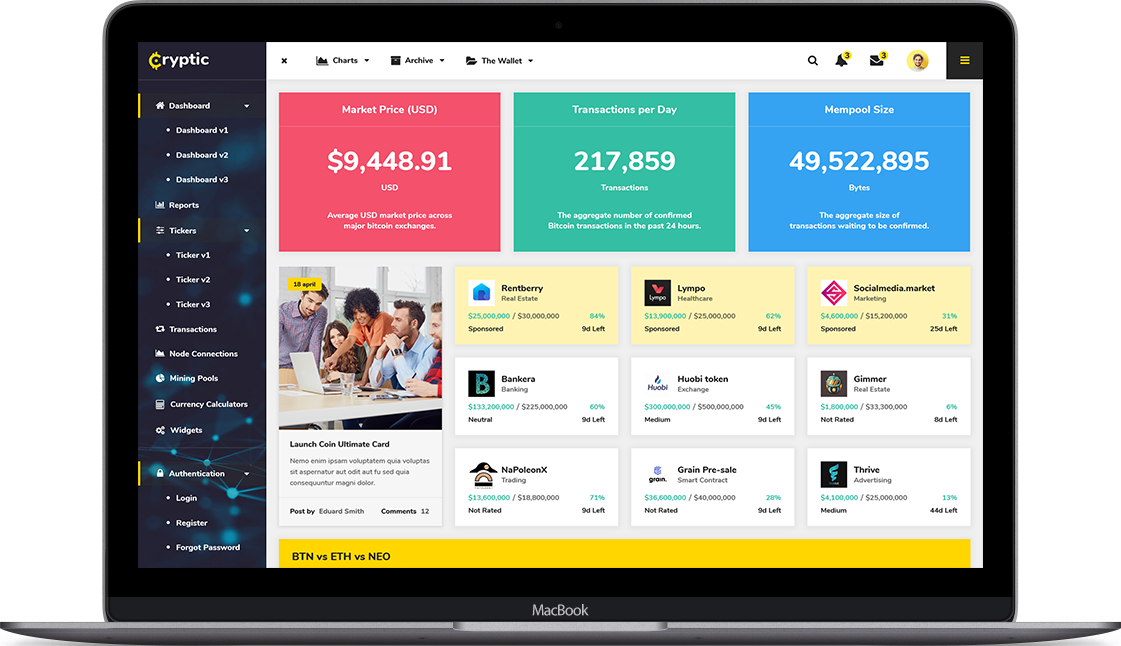 Cryptic
Charts
Archive
The Wallet
3
3
Dashboard
Dashboard v1
Dashboard v2
Dashboard v3
Reports
Tickers
Ticker v1
Ticker v2
Ticker v3
Transactions
Node Connections
Mining Pools
Currency Calculators
Widgets
Authentication
Login
Register
Forgot Password
Market Price (USD)
$9,448.91
USD
Average USD market price across
major bitcoin exchanges.
Transactions per Day
217,859
Transactions
The aggregate number of confirmed
Bitcoin transactions in the past 24 hours.
Mempool Size
49,522,895
Bytes
The aggregate size of
transactions waiting to be confirmed.
18 april
Launch Coin Ultimate Card
Nemo enim ipsam voluptatem quia voluptas
sit aspernatur aut odit aut fu sed quia
consequuntur magni dolor.
Post by Eduard Smith Comments 12
Rentberry
Real Estate
$25,000,000 / $30,000,000 84%
Sponsored 9d Left
Lympo
Lympo
Healthcare
$13,900,000 / $25,000,000 62%
Sponsored 9d Left
Socialmedia.market
Marketing
$4,600,000 / $15,200,000 31%
Sponsored 25d Left
Bankera
Banking
$133,200,000 / $225,000,000 60%
Neutral 9d Left
Huobi
Huobi token
Exchange
$300,000,000 / $500,000,000 45%
Medium 9d Left
Gimmer
Real Estate
$1,800,000 / $33,300,000 6%
Not Rated 8d Left
NaPoleonX
Trading
$13,600,000 / $18,800,000 71%
Not Rated 9d Left
grain.
Grain Pre-sale
Smart Contract
$36,600,000 / $40,000,000 28%
Not Rated 9d Left
Thrive
Advertising
$4,100,000 / $25,000,000 13%
Medium 44d Left
BTN vs ETH vs NEO
MacBook